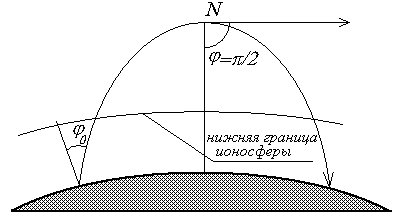 N
φ=π/2
φ₀
нижняя граница
ионосферы